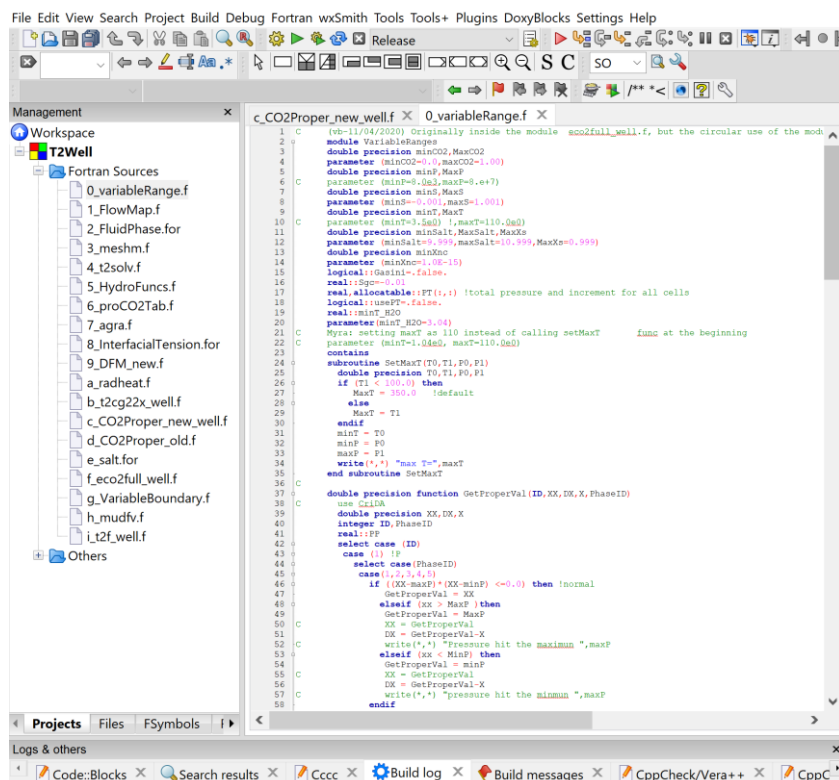 File Edit View Search Project Build Debug Fortran wxSmith Tools Tools+ Plugins DoxyBlocks Settings Help
Release
S C SO
/** *<
Management ×
c_CO2Proper_new_well.f × 0_variableRange.f ×
Workspace
T2Well
Fortran Sources
0_variableRange.f
1_FlowMap.f
2_FluidPhase.for
3_meshm.f
4_t2solv.f
5_HydroFuncs.f
6_proCO2Tab.f
7_agra.f
8_InterfacialTension.for
9_DFM_new.f
a_radheat.f
b_t2cg22x_well.f
c_CO2Proper_new_well.f
d_CO2Proper_old.f
e_salt.for
f_eco2full_well.f
g_VariableBoundary.f
h_mudfv.f
i_t2f_well.f
Others
1 C (vb-11/04/2020) Originally inside the module eco2full_well.f, but the circular use of the mod
2 module VariableRanges
3 double precision minCO2,MaxCO2
4 parameter (minCO2=0.0,maxCO2=1.00)
5 double precision minP,MaxP
6 C parameter (minP=8.0e3,maxP=8.e+7)
7 double precision minS,MaxS
8 parameter (minS=-0.001,maxS=1.001)
9 double precision minT,MaxT
10 C parameter (minT=3.5e0) !,maxT=110.0e0)
11 double precision minSalt,MaxSalt,MaxXs
12 parameter (minSalt=9.999,maxSalt=10.999,MaxXs=0.999)
13 double precision minXnc
14 parameter (minXnc=1.0E-15)
15 logical::Gasini=.false.
16 real::Sgc=-0.01
17 real,allocatable::PT(:,:) !total pressure and increment for all cells
18 logical::usePT=.false.
19 real::minT_H2O
20 parameter(minT_H2O=3.04)
21 C Myra: setting maxT as 110 instead of calling setMaxT func at the beginning
22 C parameter (minT=1.04e0, maxT=110.0e0)
23 contains
24 subroutine SetMaxT(T0,T1,P0,P1)
25 double precision T0,T1,P0,P1
26 if (T1 < 100.0) then
27 MaxT = 350.0 !default
28 else
29 MaxT = T1
30 endif
31 minT = T0
32 minP = P0
33 maxP = P1
34 write(*,*) "max T=",maxT
35 end subroutine SetMaxT
36 C
37 double precision function GetProperVal(ID,XX,DX,X,PhaseID)
38 C use CriDA
39 double precision XX,DX,X
40 integer ID,PhaseID
41 real::PP
42 select case (ID)
43 case (1) !P
44 select case(PhaseID)
45 case(1,2,3,4,5)
46 if ((XX-maxP)*(XX-minP) <=0.0) then !normal
47 GetProperVal = XX
48 elseif (xx > MaxP )then
49 GetProperVal = MaxP
50 C XX = GetProperVal
51 DX = GetProperVal-X
52 C write(*,*) "Pressure hit the maximun ",maxP
53 elseif (xx < MinP) then
54 GetProperVal = minP
55 C XX = GetProperVal
56 DX = GetProperVal-X
57 C write(*,*) "pressure hit the minmun ",maxP
58 endif
Projects Files FSymbols
Logs & others ×
Code::Blocks × Search results × Cccc × Build log × Build messages × CppCheck/Vera++ ×